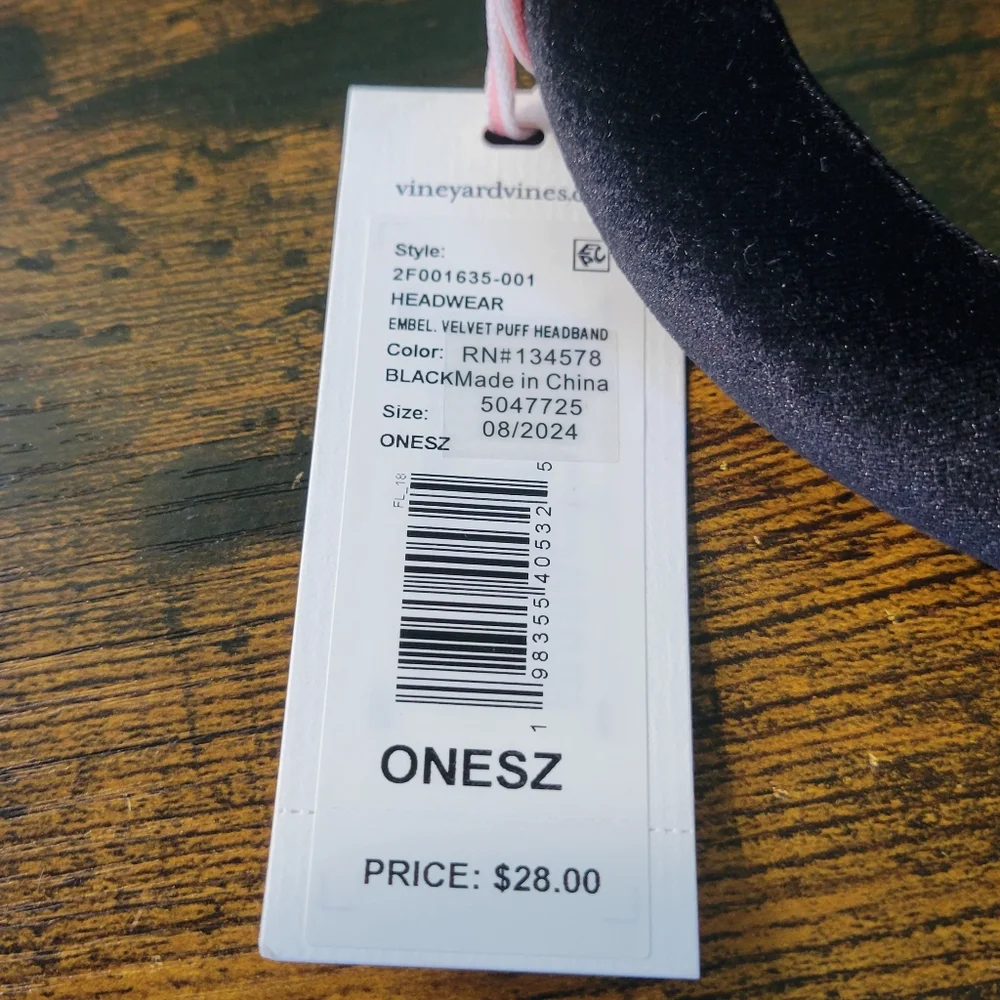 vineyardvines.c
Style:
2F001635-001
HEADWEAR
EMBEL. VELVET PUFF HEADBAND
Color:
BLACK
RN#134578
Made in China
5047725
08/2024
Size:
ONESZ
FL_18
1 98355 40532 5
ONESZ
PRICE: $28.00